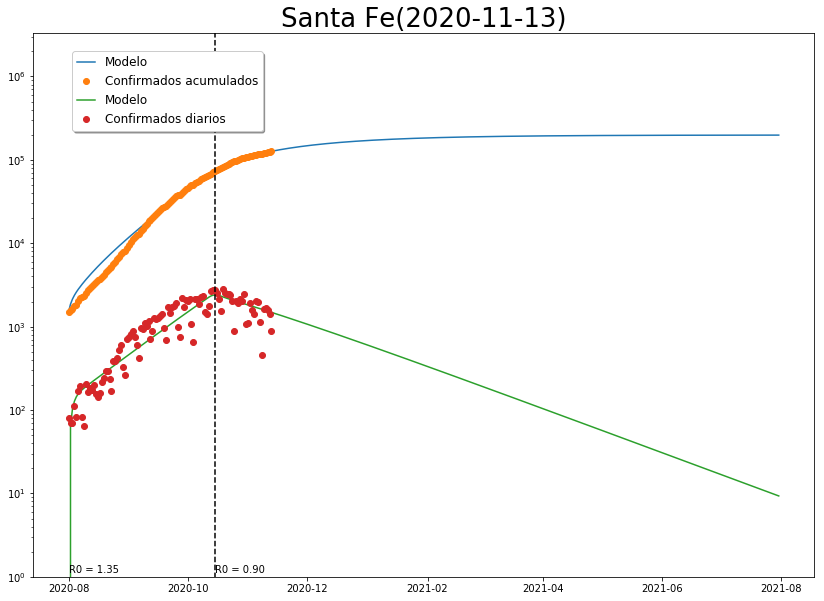 Santa Fe(2020-11-13)
Modelo
Confirmados acumulados
Modelo
Confirmados diarios
10^6
10^5
10^4
10^3
10^2
10^1
10^0
R0 = 1.35 R0 = 0.90
2020-08 2020-10 2020-12 2021-02 2021-04 2021-06 2021-08